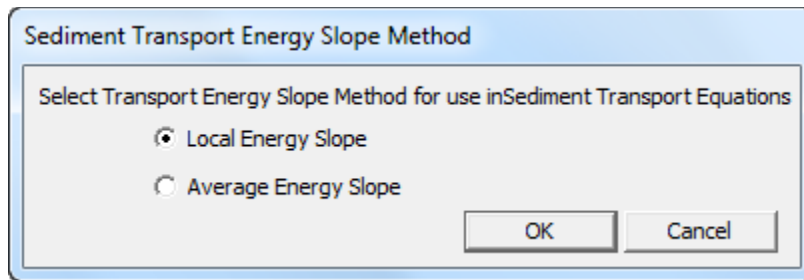 Sediment Transport Energy Slope Method
Select Transport Energy Slope Method for use inSediment Transport Equations
Local Energy Slope
Average Energy Slope
OK Cancel